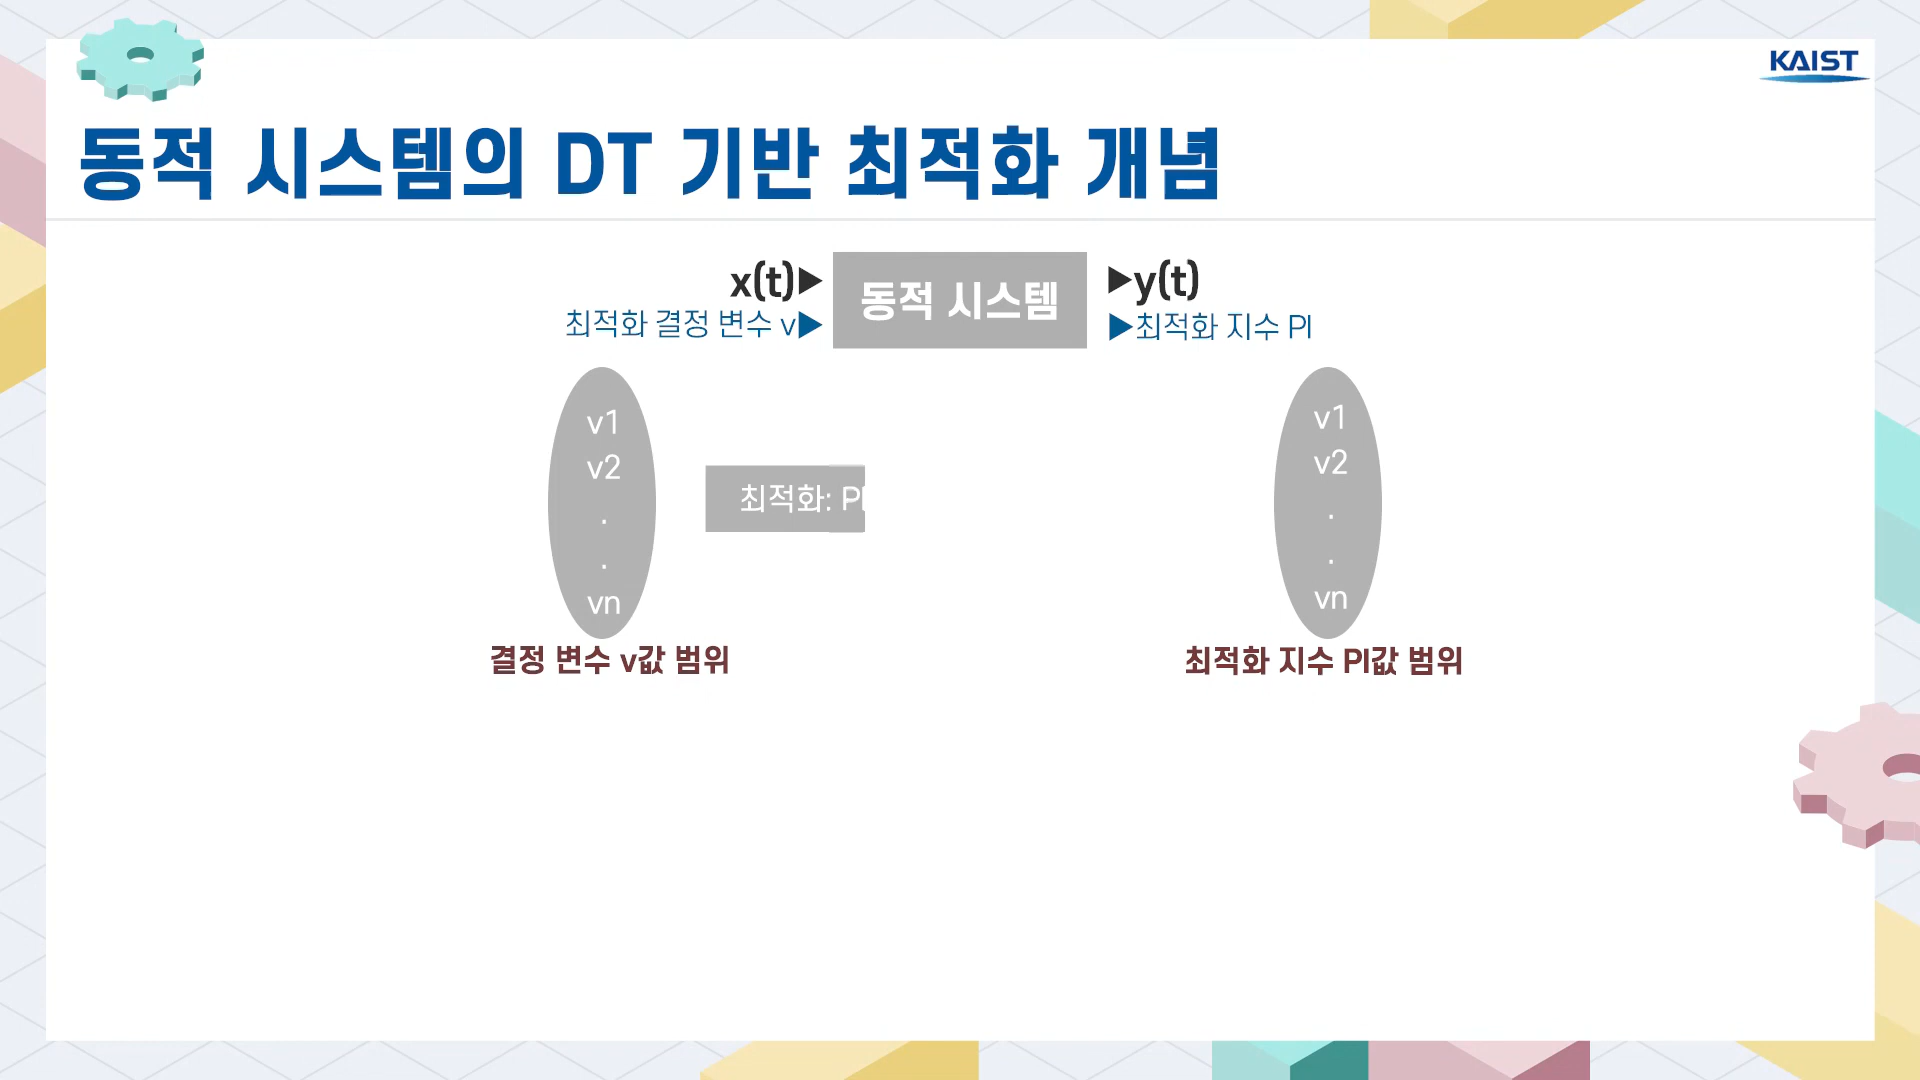 KAIST
동적 시스템의 DT 기반 최적화 개념
x(t)▶ 동적 시스템 ▶y(t)
최적화 결정 변수 v▶ ▶최적화 지수 PI
v1
v2
.
.
vn
결정 변수 v값 범위
최적화: PI
v1
v2
.
.
vn
최적화 지수 PI값 범위